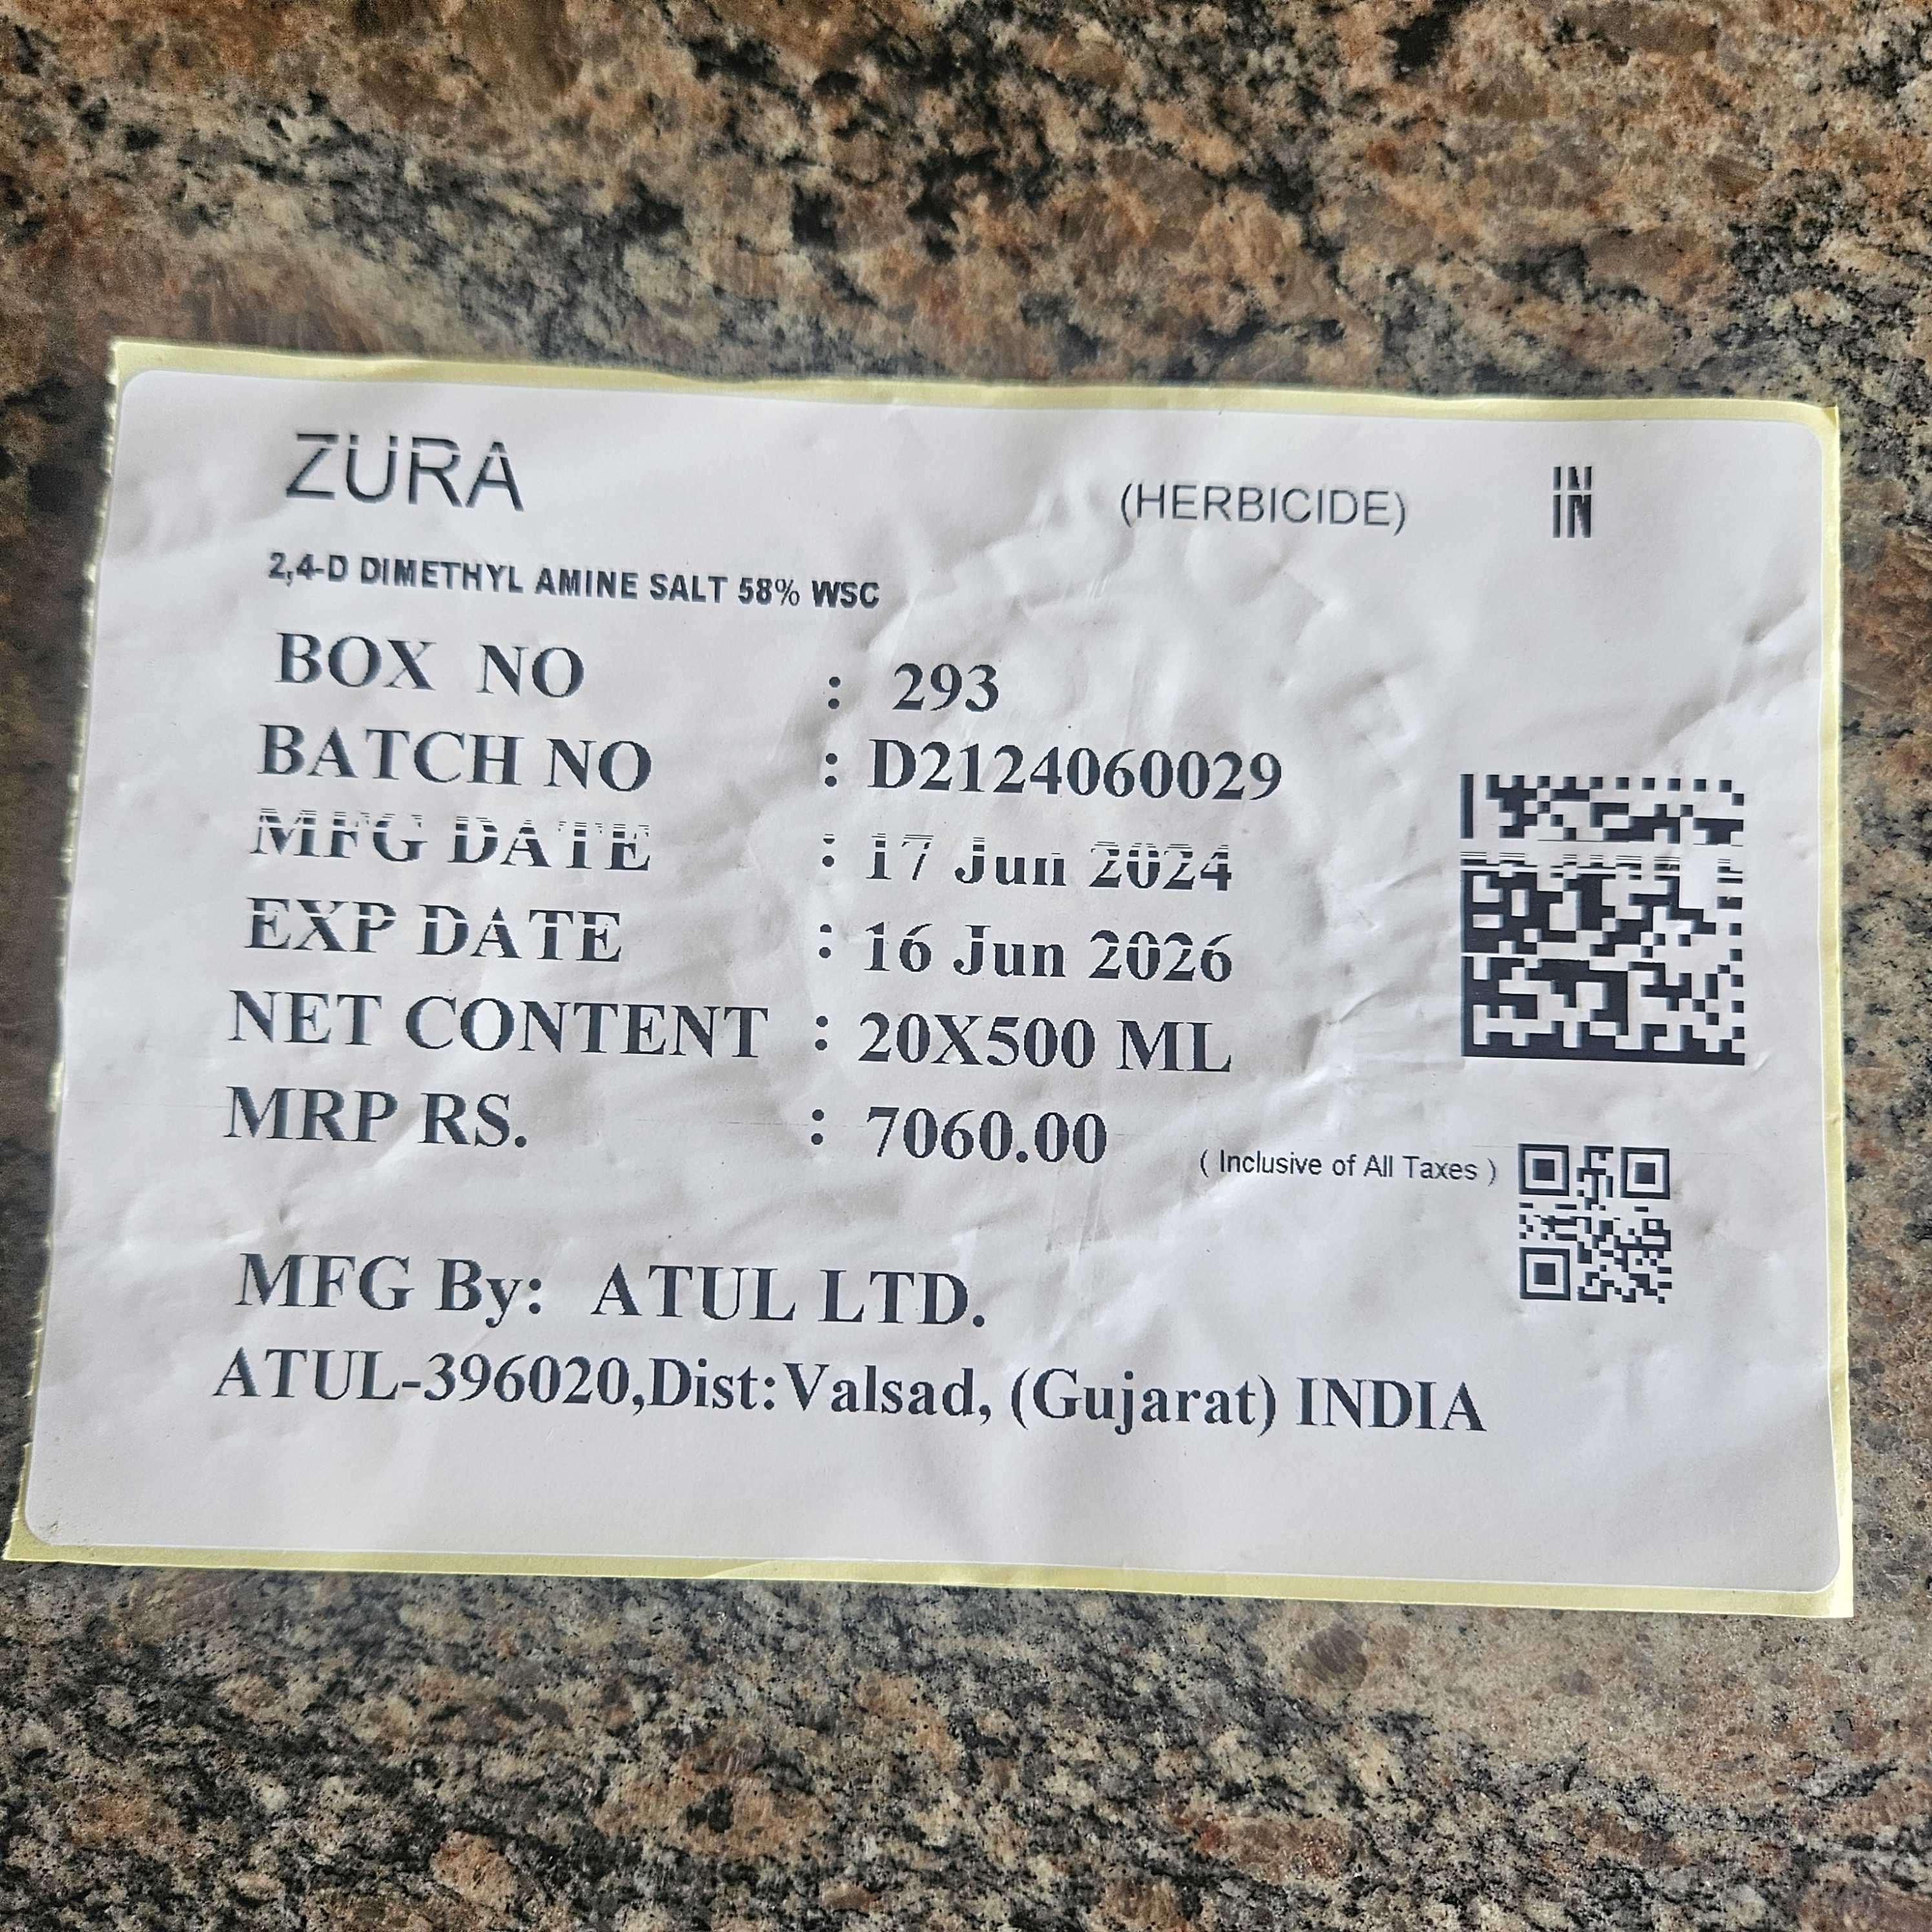 ZURA (HERBICIDE) IN
2,4-D DIMETHYL AMINE SALT 58% WSC
BOX NO : 293
BATCH NO : D2124060029
MFG DATE : 17 Jun 2024
EXP DATE : 16 Jun 2026
NET CONTENT : 20X500 ML
MRP RS. : 7060.00 ( Inclusive of All Taxes )
MFG By: ATUL LTD.
ATUL-396020,Dist:Valsad, (Gujarat) INDIA